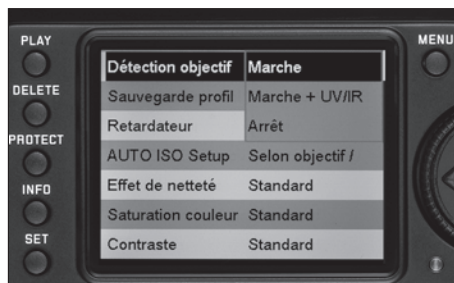 PLAY
MENU
DELETE
PROTECT
INFO
SET
Détection objectif Marche
Sauvegarde profil Marche + UV/IR
Retardateur Arrêt
AUTO ISO Setup Selon objectif /
Effet de netteté Standard
Saturation couleur Standard
Contraste Standard